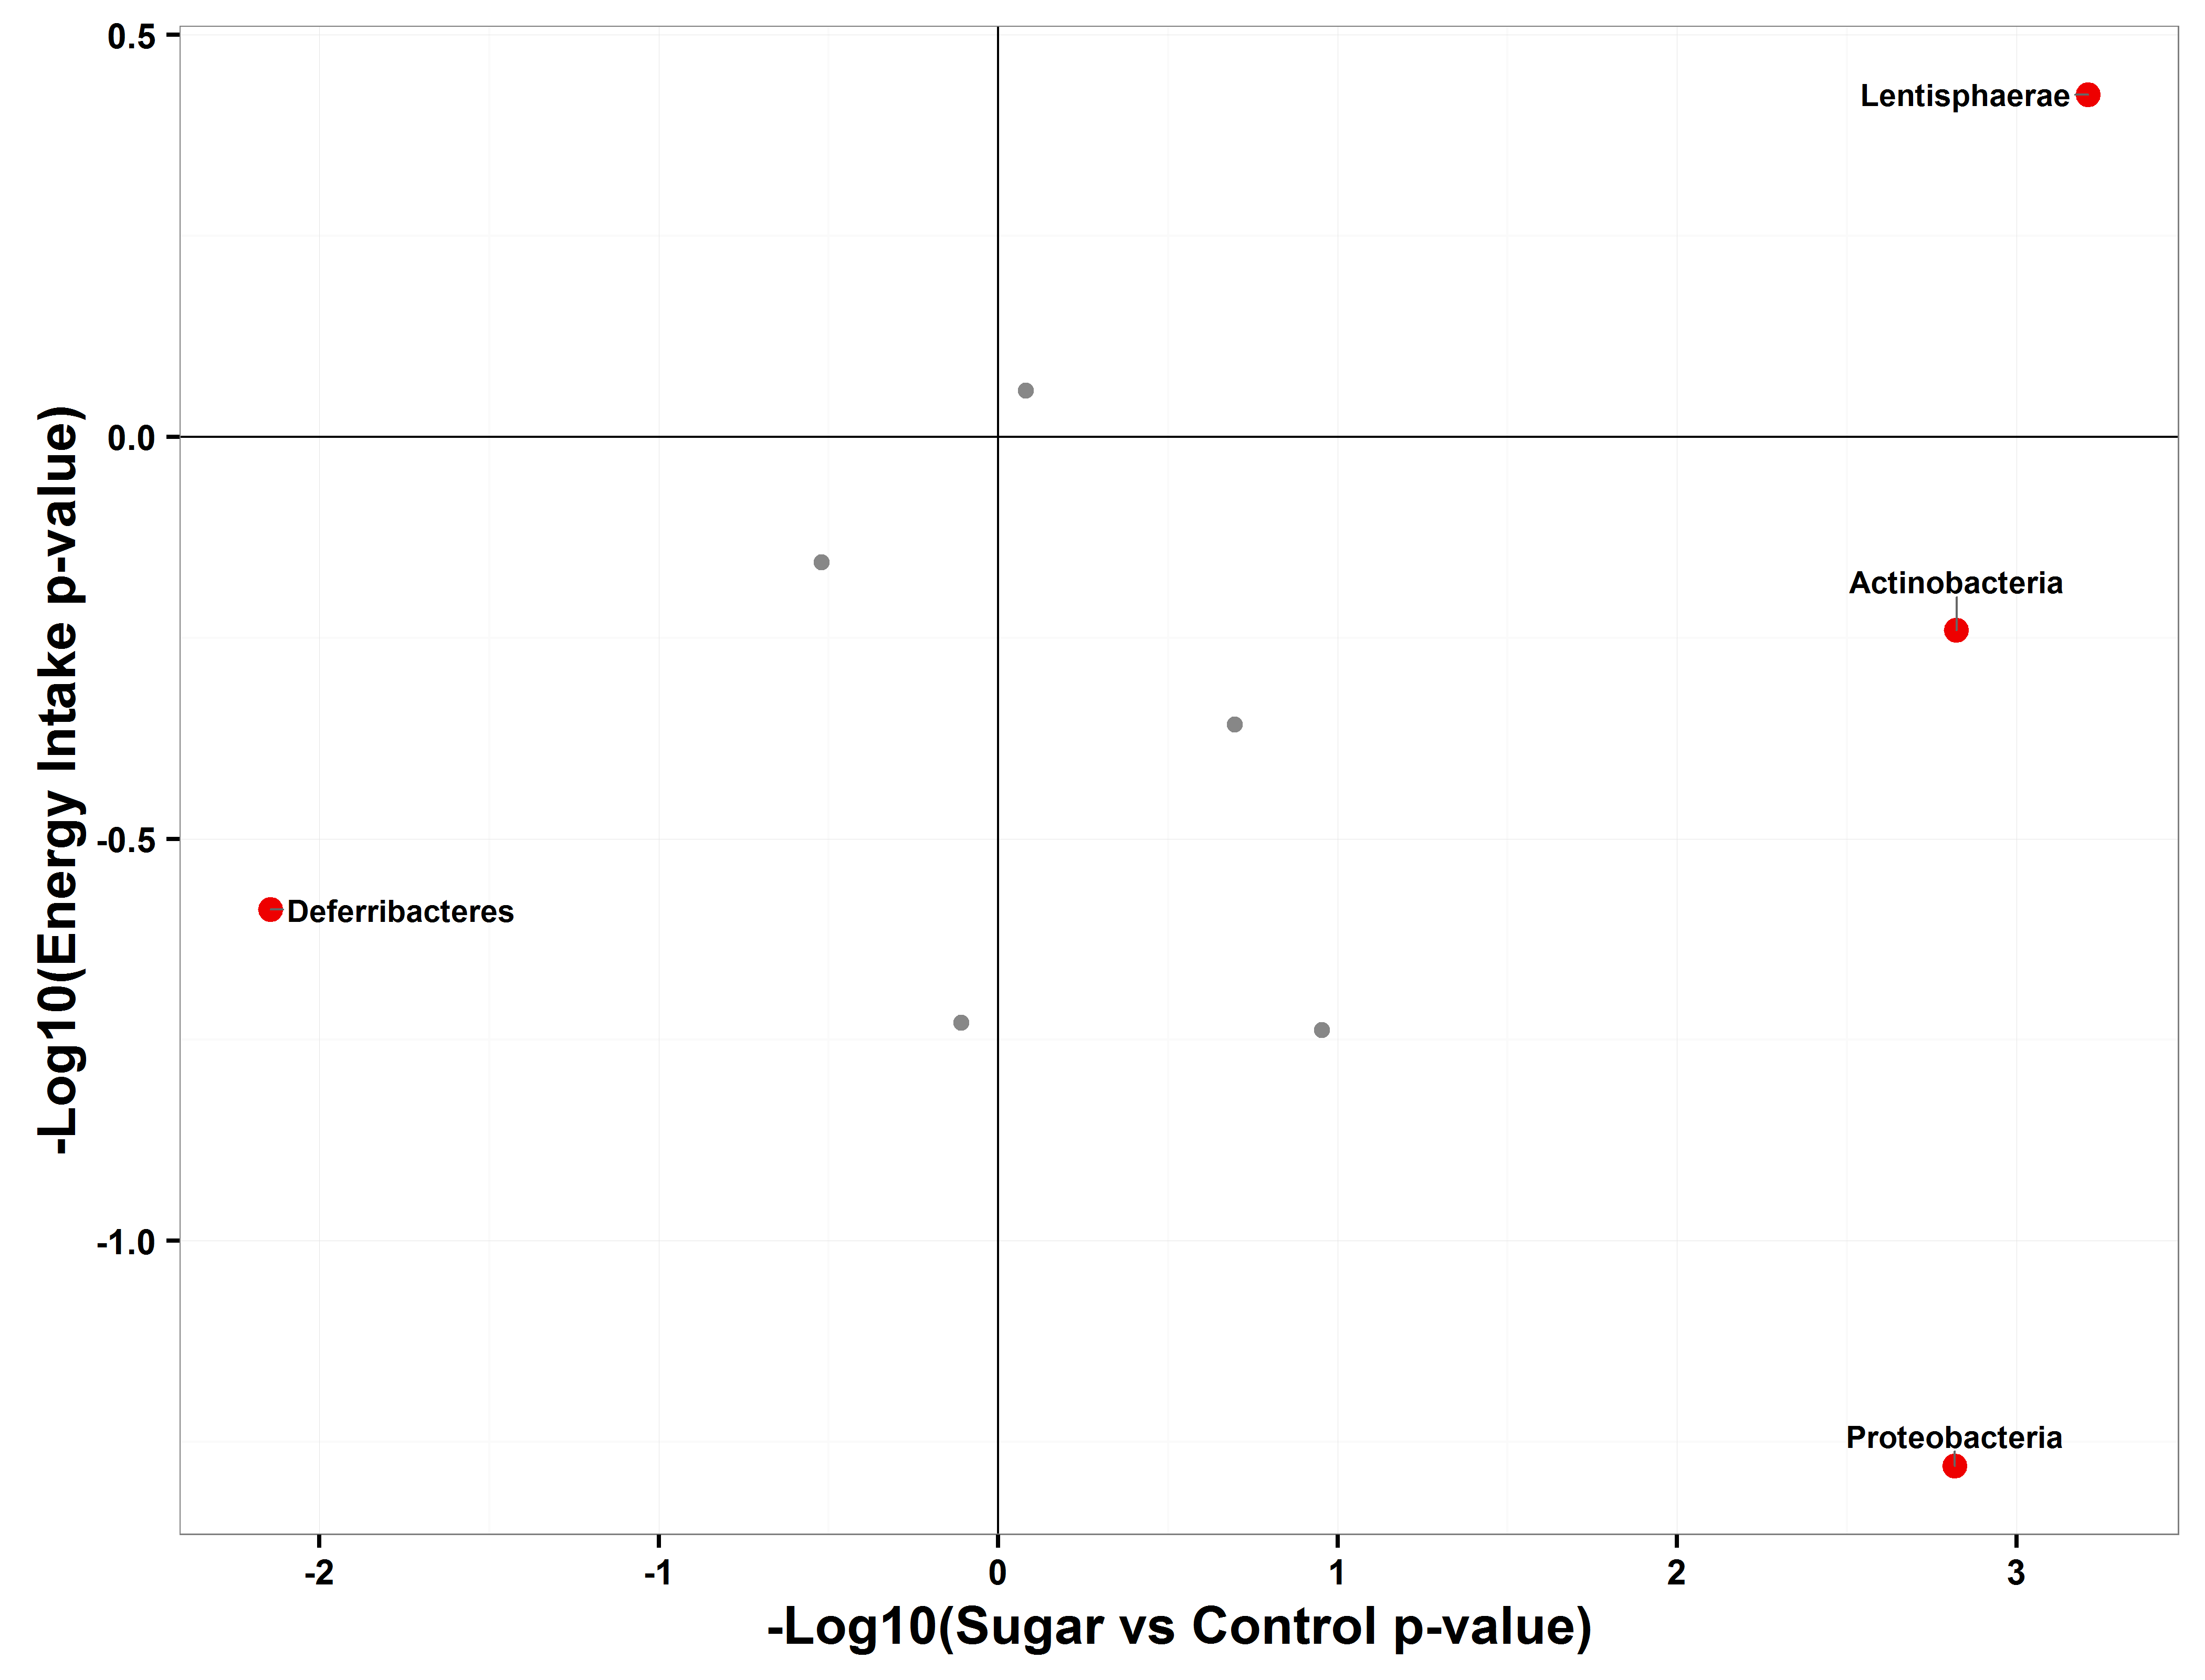 0.5
Lentisphaerae
0.0
Actinobacteria
-0.5
Deferribacteres
-1.0
Proteobacteria
-Log10(Energy Intake p-value)
-2
-1
0
1
2
3
-Log10(Sugar vs Control p-value)